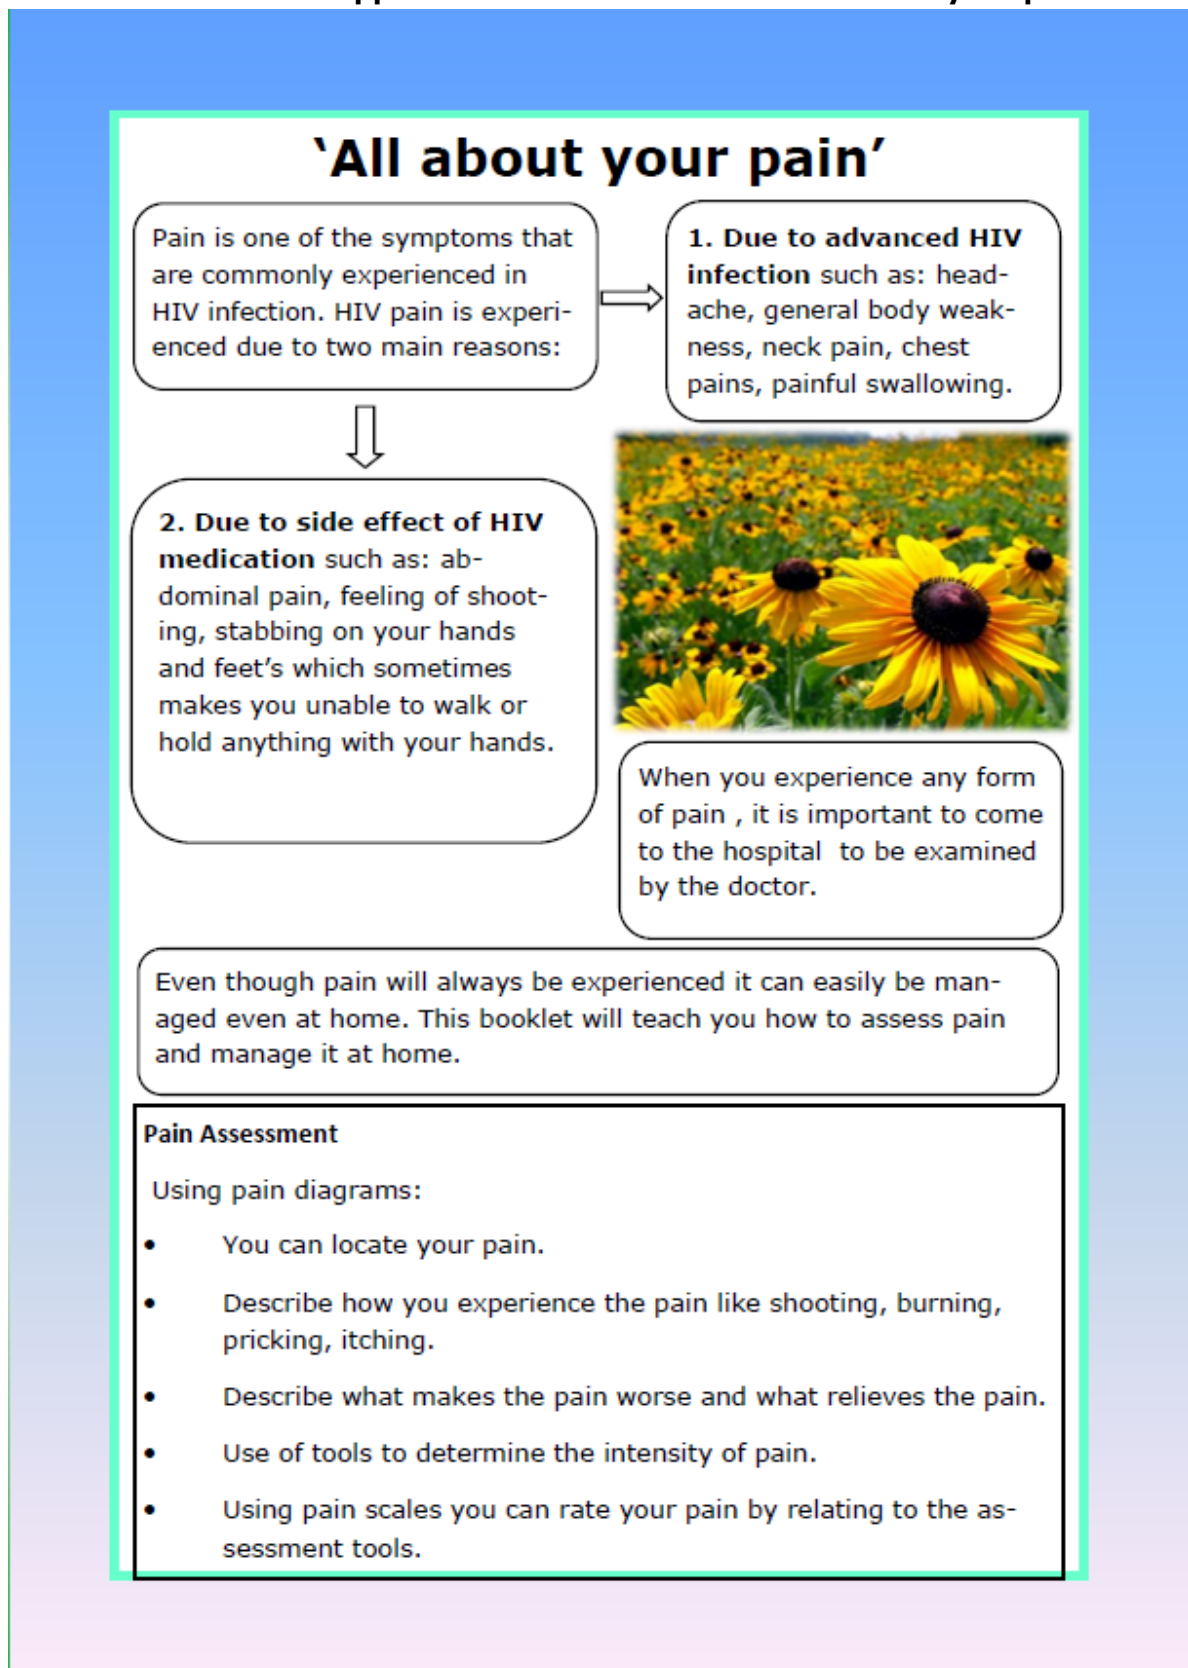 ‘All about your pain’
Pain is one of the symptoms that
are commonly experienced in
HIV infection. HIV pain is experi-
enced due to two main reasons:
1. Due to advanced HIV
infection such as: head-
ache, general body weak-
ness, neck pain, chest
pains, painful swallowing.
2. Due to side effect of HIV
medication such as: ab-
dominal pain, feeling of shoot-
ing, stabbing on your hands
and feet’s which sometimes
makes you unable to walk or
hold anything with your hands.
When you experience any form
of pain , it is important to come
to the hospital  to be examined
by the doctor.
Even though pain will always be experienced it can easily be man-
aged even at home. This booklet will teach you how to assess pain
and manage it at home.
Pain Assessment
Using pain diagrams:
• You can locate your pain.
• Describe how you experience the pain like shooting, burning,
pricking, itching.
• Describe what makes the pain worse and what relieves the pain.
• Use of tools to determine the intensity of pain.
• Using pain scales you can rate your pain by relating to the as-
sessment tools.